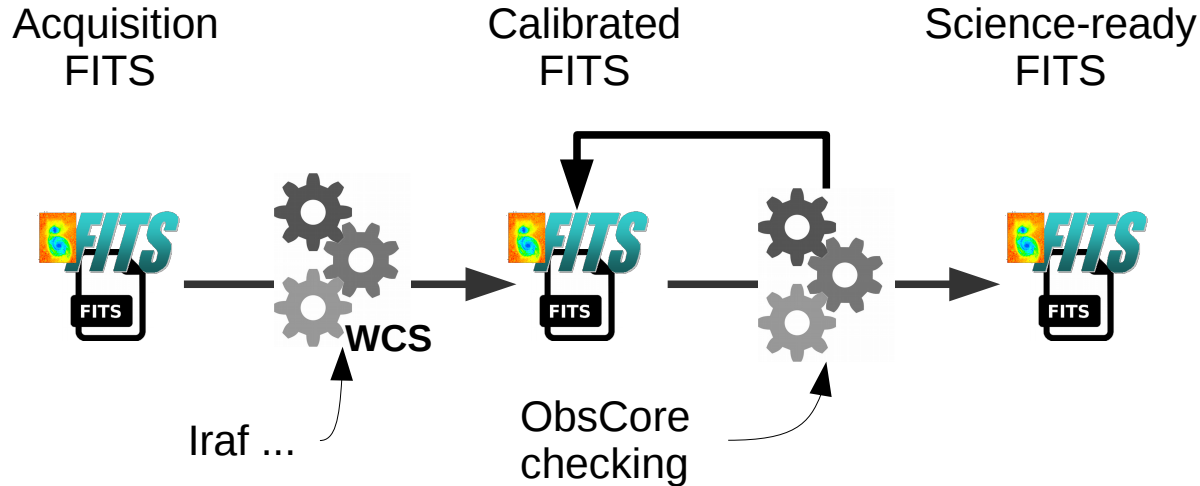 Acquisition
FITS
Calibrated
FITS
Science-ready
FITS
FITS
FITS
FITS
FITS
FITS
FITS
WCS
Iraf ...
ObsCore
checking